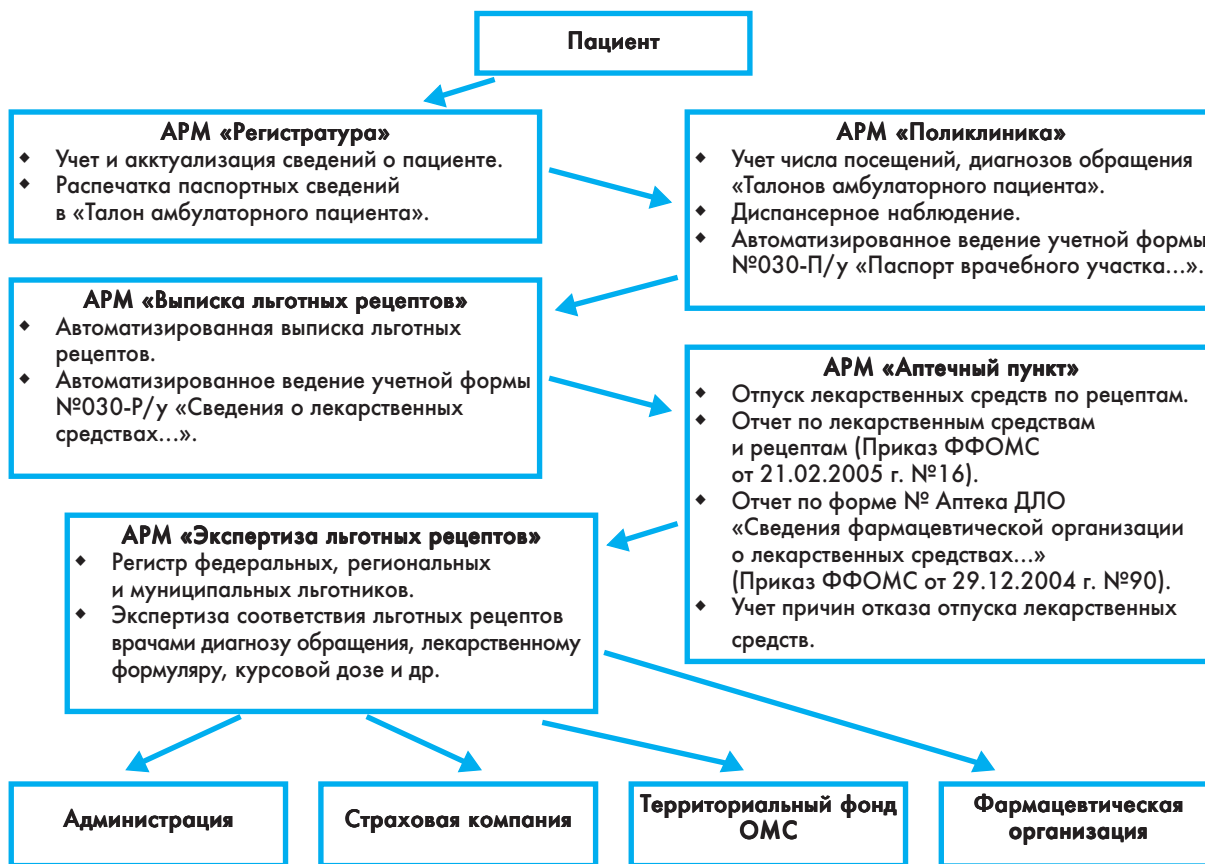 Пациент
АРМ «Регистратура»
◆ Учет и акктуализация сведений о пациенте.
◆ Распечатка паспортных сведений
в «Талон амбулаторного пациента».
АРМ «Поликлиника»
◆ Учет числа посещений, диагнозов обращения
«Талонов амбулаторного пациента».
◆ Диспансерное наблюдение.
◆ Автоматизированное ведение учетной формы
№030-П/у «Паспорт врачебного участка...».
АРМ «Выписка льготных рецептов»
◆ Автоматизированная выписка льготных
рецептов.
◆ Автоматизированное ведение учетной формы
№030-Р/у «Сведения о лекарственных
средствах...».
АРМ «Аптечный пункт»
◆ Отпуск лекарственных средств по рецептам.
◆ Отчет по лекарственным средствам
и рецептам (Приказ ФФОМС
от 21.02.2005 г. №16).
◆ Отчет по форме № Аптека ДЛО
«Сведения фармацевтической организации
о лекарственных средствах...»
(Приказ ФФОМС от 29.12.2004 г. №90).
◆ Учет причин отказа отпуска лекарственных
средств.
АРМ «Экспертиза льготных рецептов»
◆ Регистр федеральных, региональных
и муниципальных льготников.
◆ Экспертиза соответствия льготных рецептов
врачами диагнозу обращения, лекарственному
формуляру, курсовой дозе и др.
Администрация
Страховая компания
Территориальный фонд
ОМС
Фармацевтическая
организация